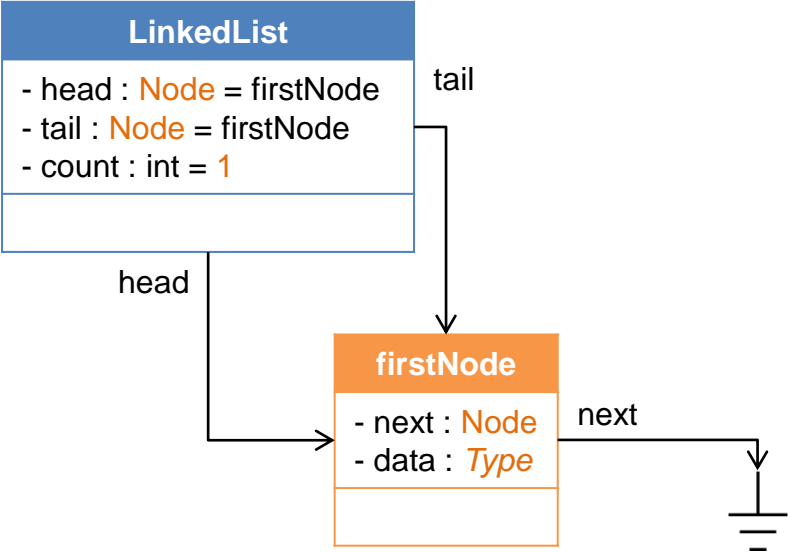 LinkedList
- head : Node = firstNode
- tail : Node = firstNode
- count : int = 1
tail
head
firstNode
- next : Node
- data : Type
next